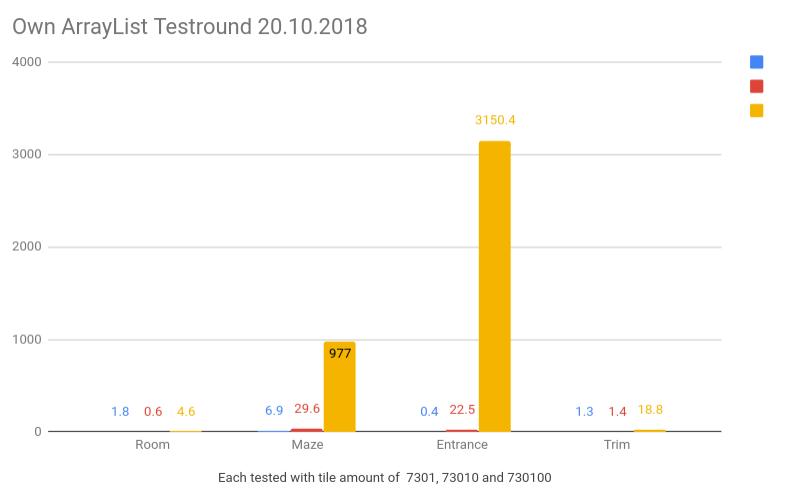 Own ArrayList Testround 20.10.2018
4000
3000
3150.4
2000
1000
977
1.8 0.6 4.6 6.9 29.6 0.4 22.5 1.3 1.4 18.8
0
Room Maze Entrance Trim
Each tested with tile amount of 7301, 73010 and 730100